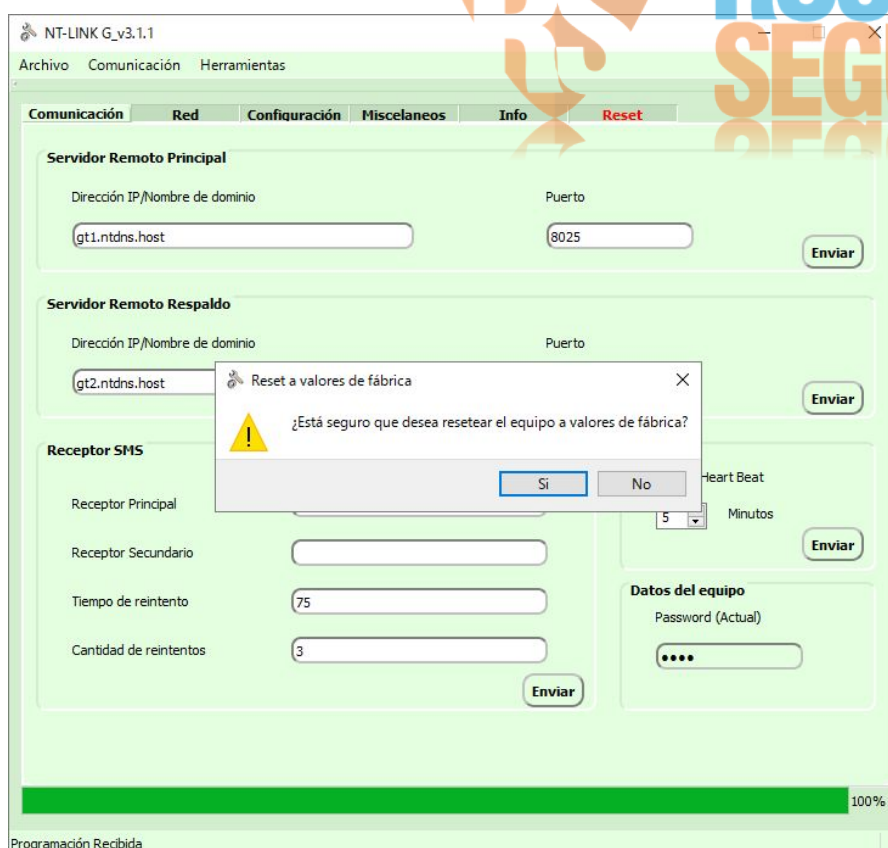 NT-LINK G_v3.1.1
Archivo Comunicación Herramientas
Comunicación Red Configuración Miscelaneos Info Reset
Servidor Remoto Principal
Dirección IP/Nombre de dominio Puerto
gt1.ntdns.host 8025
Enviar
Servidor Remoto Respaldo
Dirección IP/Nombre de dominio Puerto
gt2.ntdns.host
Enviar
Reset a valores de fábrica
¿Está seguro que desea resetear el equipo a valores de fábrica?
Si No
Receptor SMS
Heart Beat
Receptor Principal
5 Minutos
Receptor Secundario
Enviar
Tiempo de reintento 75
Cantidad de reintentos 3
Enviar
Datos del equipo
Password (Actual)
••••
100%
Programación Recibida